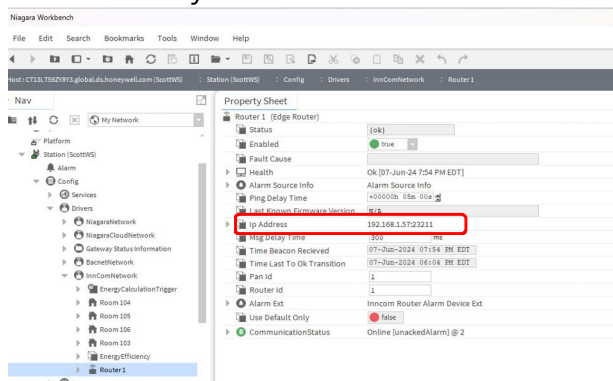 Niagara Workbench
File Edit Search Bookmarks Tools Window Help
Host : CT13LTS9ZY8Y3.global.ds.honeywell.com (ScottWS) : Station (ScottWS) : Config : Drivers : InnComNetwork : Router1
Nav
My Network
Platform
Station (ScottWS)
Alarm
Config
Services
Drivers
NiagaraNetwork
NiagaraCloudNetwork
Gateway Status Information
BacnetNetwork
InnComNetwork
EnergyCalculationTrigger
Room 104
Room 105
Room 106
Room 103
EnergyEfficiency
Router1
Property Sheet
Router 1 (Edge Router)
Status {ok}
Enabled true
Fault Cause
Health Ok [07-Jun-24 7:54 PM EDT]
Alarm Source Info Alarm Source Info
Ping Delay Time +00000h 05m 00s
Last Known Firmware Version N/A
Ip Address 192.168.1.57:23211
Msg Delay Time 300 ms
Time Beacon Recieved 07-Jun-2024 07:54 PM EDT
Time Last To Ok Transition 07-Jun-2024 06:04 PM EDT
Pan Id 1
Router Id 1
Alarm Ext Inncom Router Alarm Device Ext
Use Default Only false
CommunicationStatus Online [unackedAlarm] @ 2